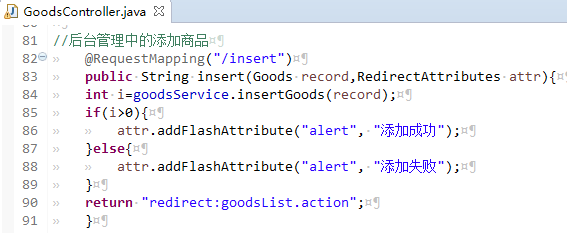 GoodsController.java
81 //后台管理中的添加商品¤¶
82 » @RequestMapping("/insert")¤¶
83 » public·String·insert(Goods·record,RedirectAttributes·attr){¤¶
84 » int·i=goodsService.insertGoods(record);¤¶
85 » if(i>0){¤¶
86 » » attr.addFlashAttribute("alert",·"添加成功");¤¶
87 » }else{¤¶
88 » » attr.addFlashAttribute("alert",·"添加失败");¤¶
89 » }¤¶
90 » return·"redirect:goodsList.action";¤¶
91 » }¤¶